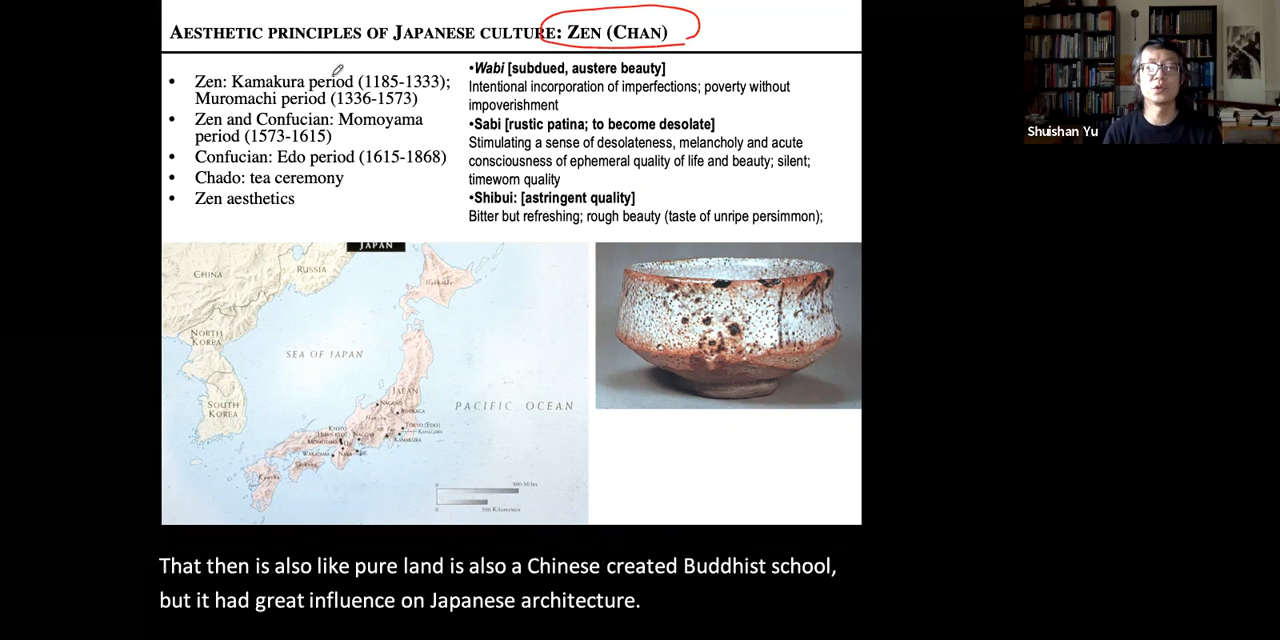 AESTHETIC PRINCIPLES OF JAPANESE CULTURE: ZEN (CHAN)
• Zen: Kamakura period (1185-1333);
Muromachi period (1336-1573)
• Zen and Confucian: Momoyama
period (1573-1615)
• Confucian: Edo period (1615-1868)
• Chado: tea ceremony
• Zen aesthetics
•Wabi [subdued, austere beauty]
Intentional incorporation of imperfections; poverty without
impoverishment
•Sabi [rustic patina; to become desolate]
Stimulating a sense of desolateness, melancholy and acute
consciousness of ephemeral quality of life and beauty; silent;
timeworn quality
•Shibui: [astringent quality]
Bitter but refreshing; rough beauty (taste of unripe persimmon);
Shuishan Yu
JAPAN
CHINA
RUSSIA
Hokkaido
NORTH
KOREA
SEA OF JAPAN
SOUTH
KOREA
JAPAN
PACIFIC OCEAN
NAGANO
TOKYO (EDO)
KYOTO
KAMAKURA
MOMOYAMA
NARA
Kyushu
0
300 Miles
0
300 Kilometers
That then is also like pure land is also a Chinese created Buddhist school,
but it had great influence on Japanese architecture.